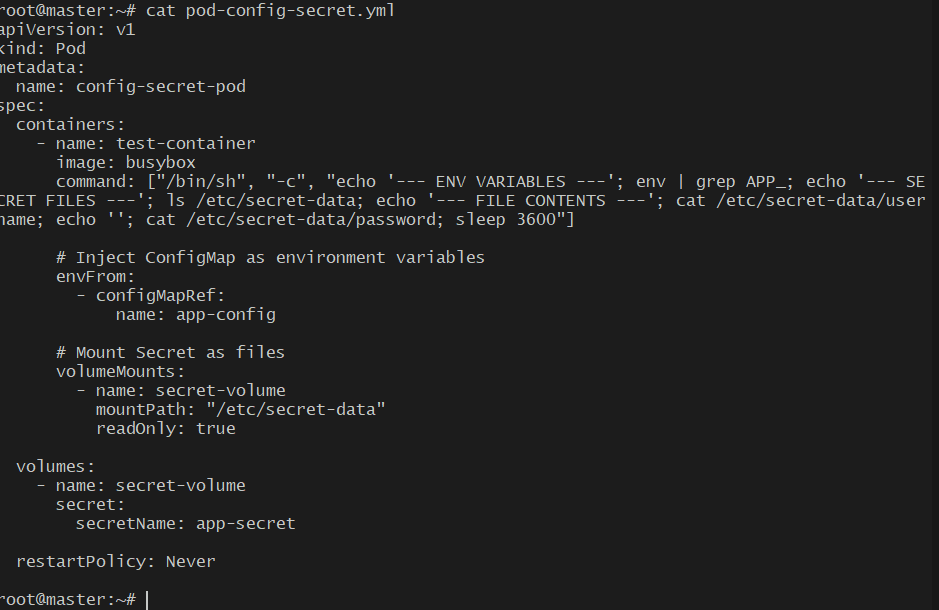 root@master:~# cat pod-config-secret.yml
apiVersion: v1
kind: Pod
metadata:
  name: config-secret-pod
spec:
  containers:
    - name: test-container
      image: busybox
      command: ["/bin/sh", "-c", "echo '--- ENV VARIABLES ---'; env | grep APP_; echo '--- SE
CRET FILES ---'; ls /etc/secret-data; echo '--- FILE CONTENTS ---'; cat /etc/secret-data/user
name; echo ''; cat /etc/secret-data/password; sleep 3600"]

      # Inject ConfigMap as environment variables
      envFrom:
        - configMapRef:
            name: app-config

      # Mount Secret as files
      volumeMounts:
        - name: secret-volume
          mountPath: "/etc/secret-data"
          readOnly: true

  volumes:
    - name: secret-volume
      secret:
        secretName: app-secret

  restartPolicy: Never

root@master:~#